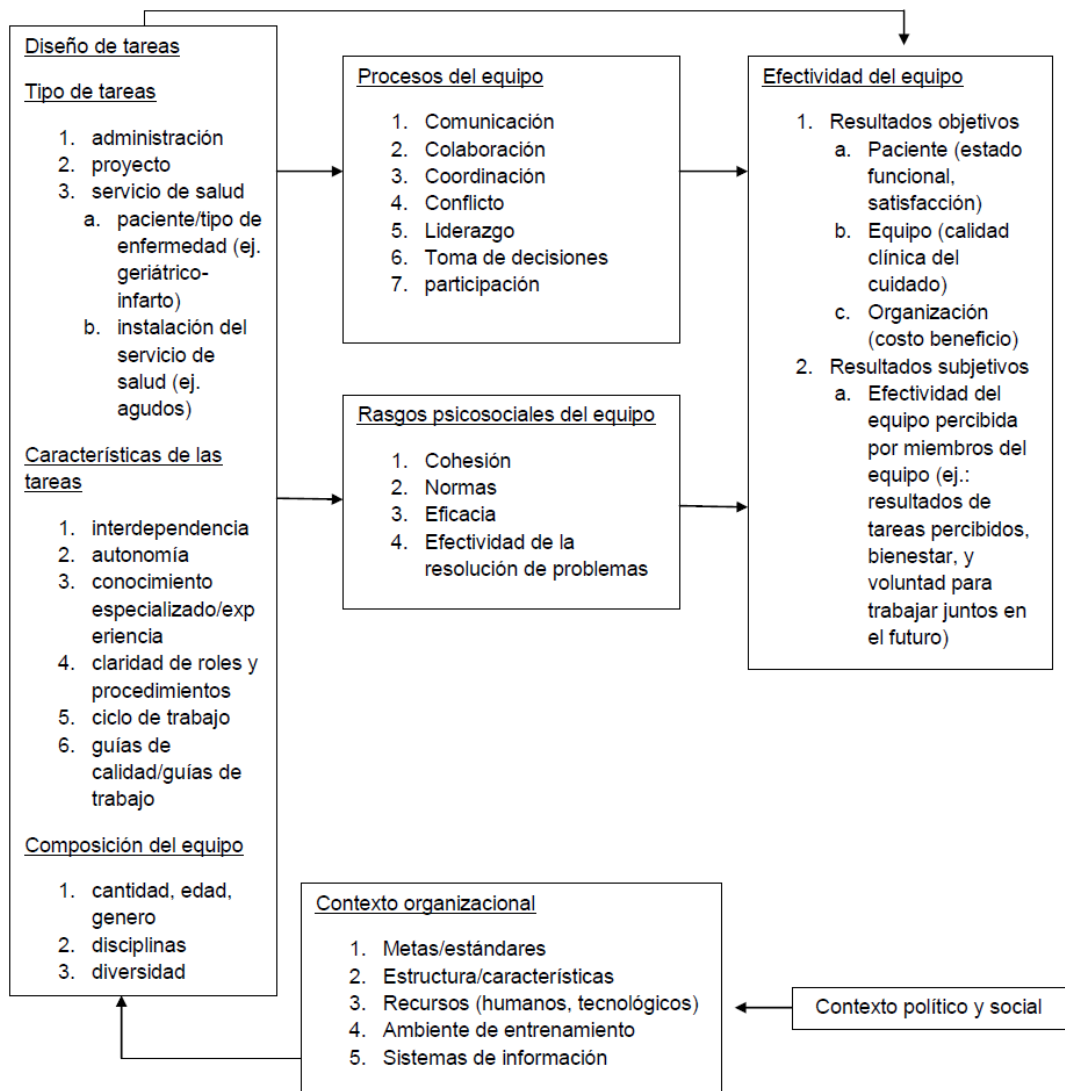 Diseño de tareas
Tipo de tareas
1. administración
2. proyecto
3. servicio de salud
a. paciente/tipo de
enfermedad (ej.
geriátrico-
infarto)
b. instalación del
servicio de
salud (ej.
agudos)
Características de las
tareas
1. interdependencia
2. autonomía
3. conocimiento
especializado/exp
eriencia
4. claridad de roles y
procedimientos
5. ciclo de trabajo
6. guías de
calidad/guías de
trabajo
Composición del equipo
1. cantidad, edad,
genero
2. disciplinas
3. diversidad
Procesos del equipo
1. Comunicación
2. Colaboración
3. Coordinación
4. Conflicto
5. Liderazgo
6. Toma de decisiones
7. participación
Rasgos psicosociales del equipo
1. Cohesión
2. Normas
3. Eficacia
4. Efectividad de la
resolución de problemas
Efectividad del equipo
1. Resultados objetivos
a. Paciente (estado
funcional,
satisfacción)
b. Equipo (calidad
clínica del
cuidado)
c. Organización
(costo beneficio)
2. Resultados subjetivos
a. Efectividad del
equipo percibida
por miembros del
equipo (ej.:
resultados de
tareas percibidos,
bienestar, y
voluntad para
trabajar juntos en
el futuro)
Contexto organizacional
1. Metas/estándares
2. Estructura/características
3. Recursos (humanos, tecnológicos)
4. Ambiente de entrenamiento
5. Sistemas de información
Contexto político y social